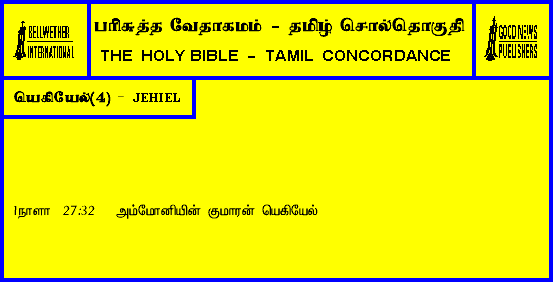 BELLWETHER
INTERNATIONAL
பரிசுத்த வேதாகமம் - தமிழ் சொல்தொகுதி
THE HOLY BIBLE - TAMIL CONCORDANCE
GOOD NEWS
PUBLISHERS
யெகியேல்(4) - JEHIEL
1நாளா 27:32 அம்மோனியின் குமாரன் யெகியேல்